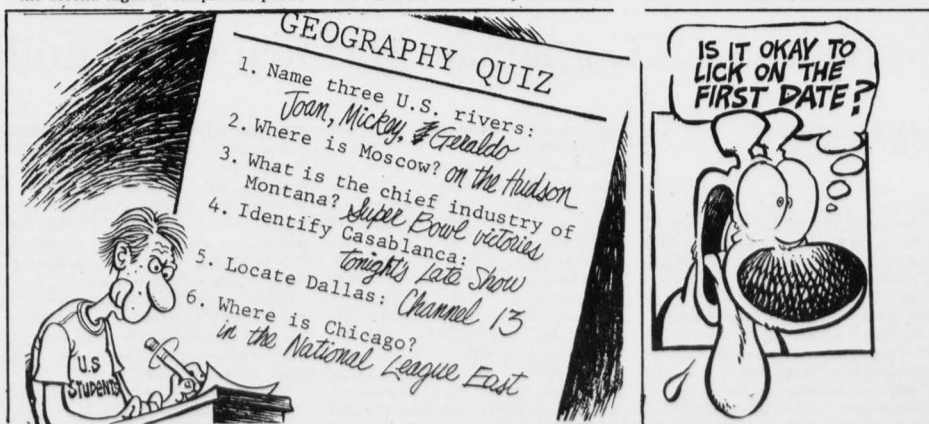 GEOGRAPHY QUIZ
1. Name three U.S. rivers:
Joan, Mickey, & Geraldo
2. Where is Moscow? on the Hudson
3. What is the chief industry of
Montana? Super Bowl victories
4. Identify Casablanca:
tonight's Late Show
5. Locate Dallas: Channel 13
6. Where is Chicago?
in the National League East
U.S
STUDENTS
IS IT OKAY TO
LICK ON THE
FIRST DATE?